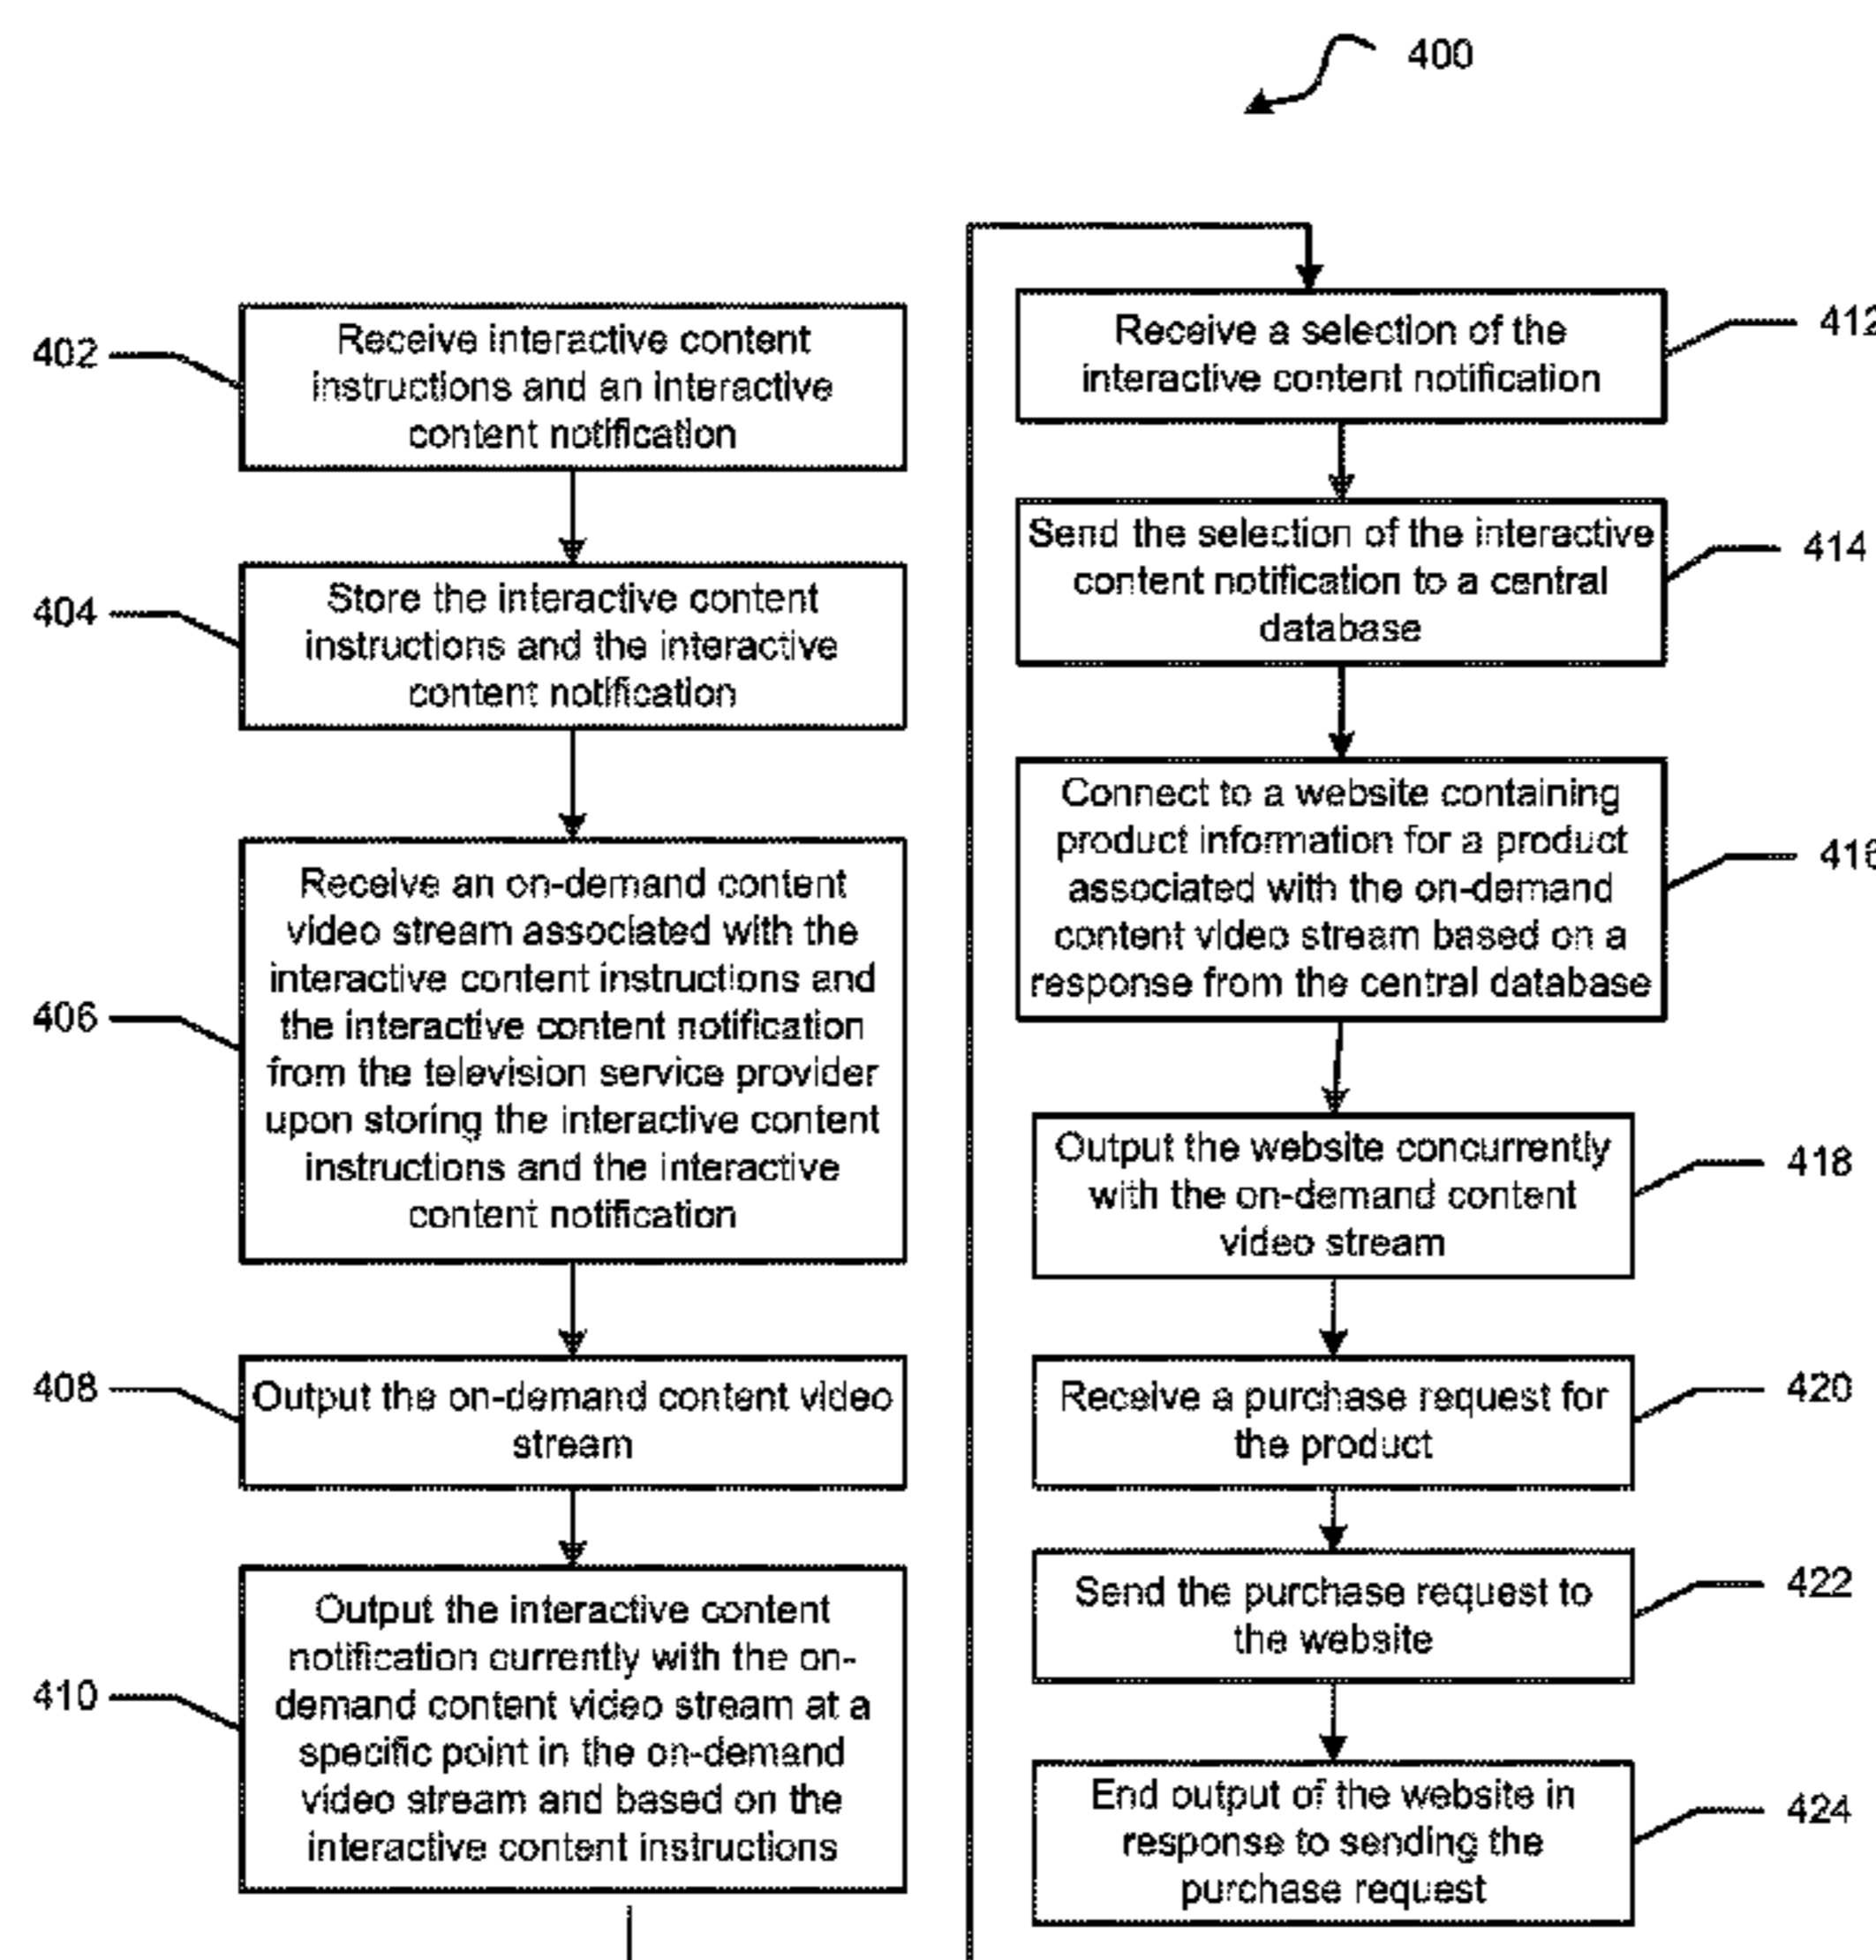 400
402
Receive interactive content
instructions and an interactive
content notification
404
Store the interactive content
instructions and the interactive
content notification
406
Receive an on-demand content
video stream associated with the
interactive content instructions and
the interactive content notification
from the television service provider
upon storing the interactive content
instructions and the interactive
content notification
408
Output the on-demand content video
stream
410
Output the interactive content
notification currently with the on-
demand content video stream at a
specific point in the on-demand
video stream and based on the
interactive content instructions
Receive a selection of the
interactive content notification
412
Send the selection of the interactive
content notification to a central
database
414
Connect to a website containing
product information for a product
associated with the on-demand
content video stream based on a
response from the central database
416
Output the website concurrently
with the on-demand content
video stream
418
Receive a purchase request for
the product
420
Send the purchase request to
the website
422
End output of the website in
response to sending the
purchase request
424